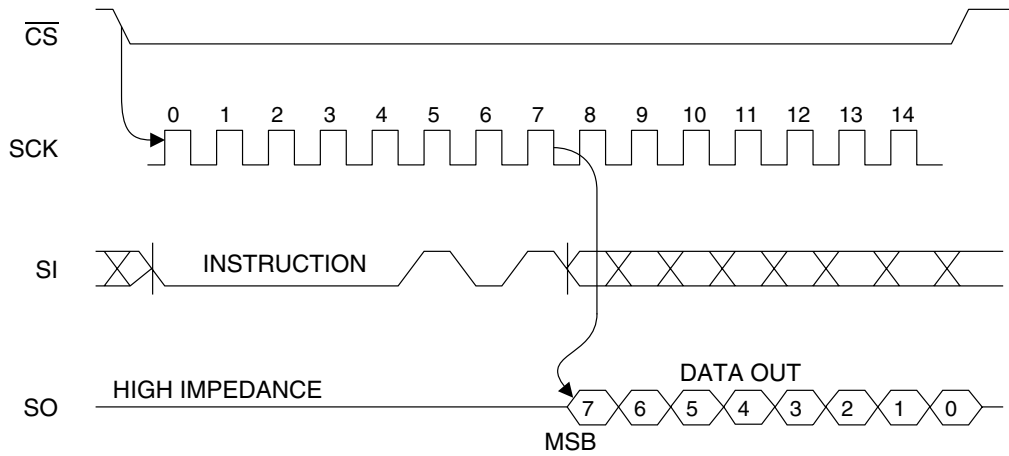 CS
0 1 2 3 4 5 6 7 8 9 10 11 12 13 14
SCK
SI
INSTRUCTION
HIGH IMPEDANCE
DATA OUT
SO
7 6 5 4 3 2 1 0
MSB